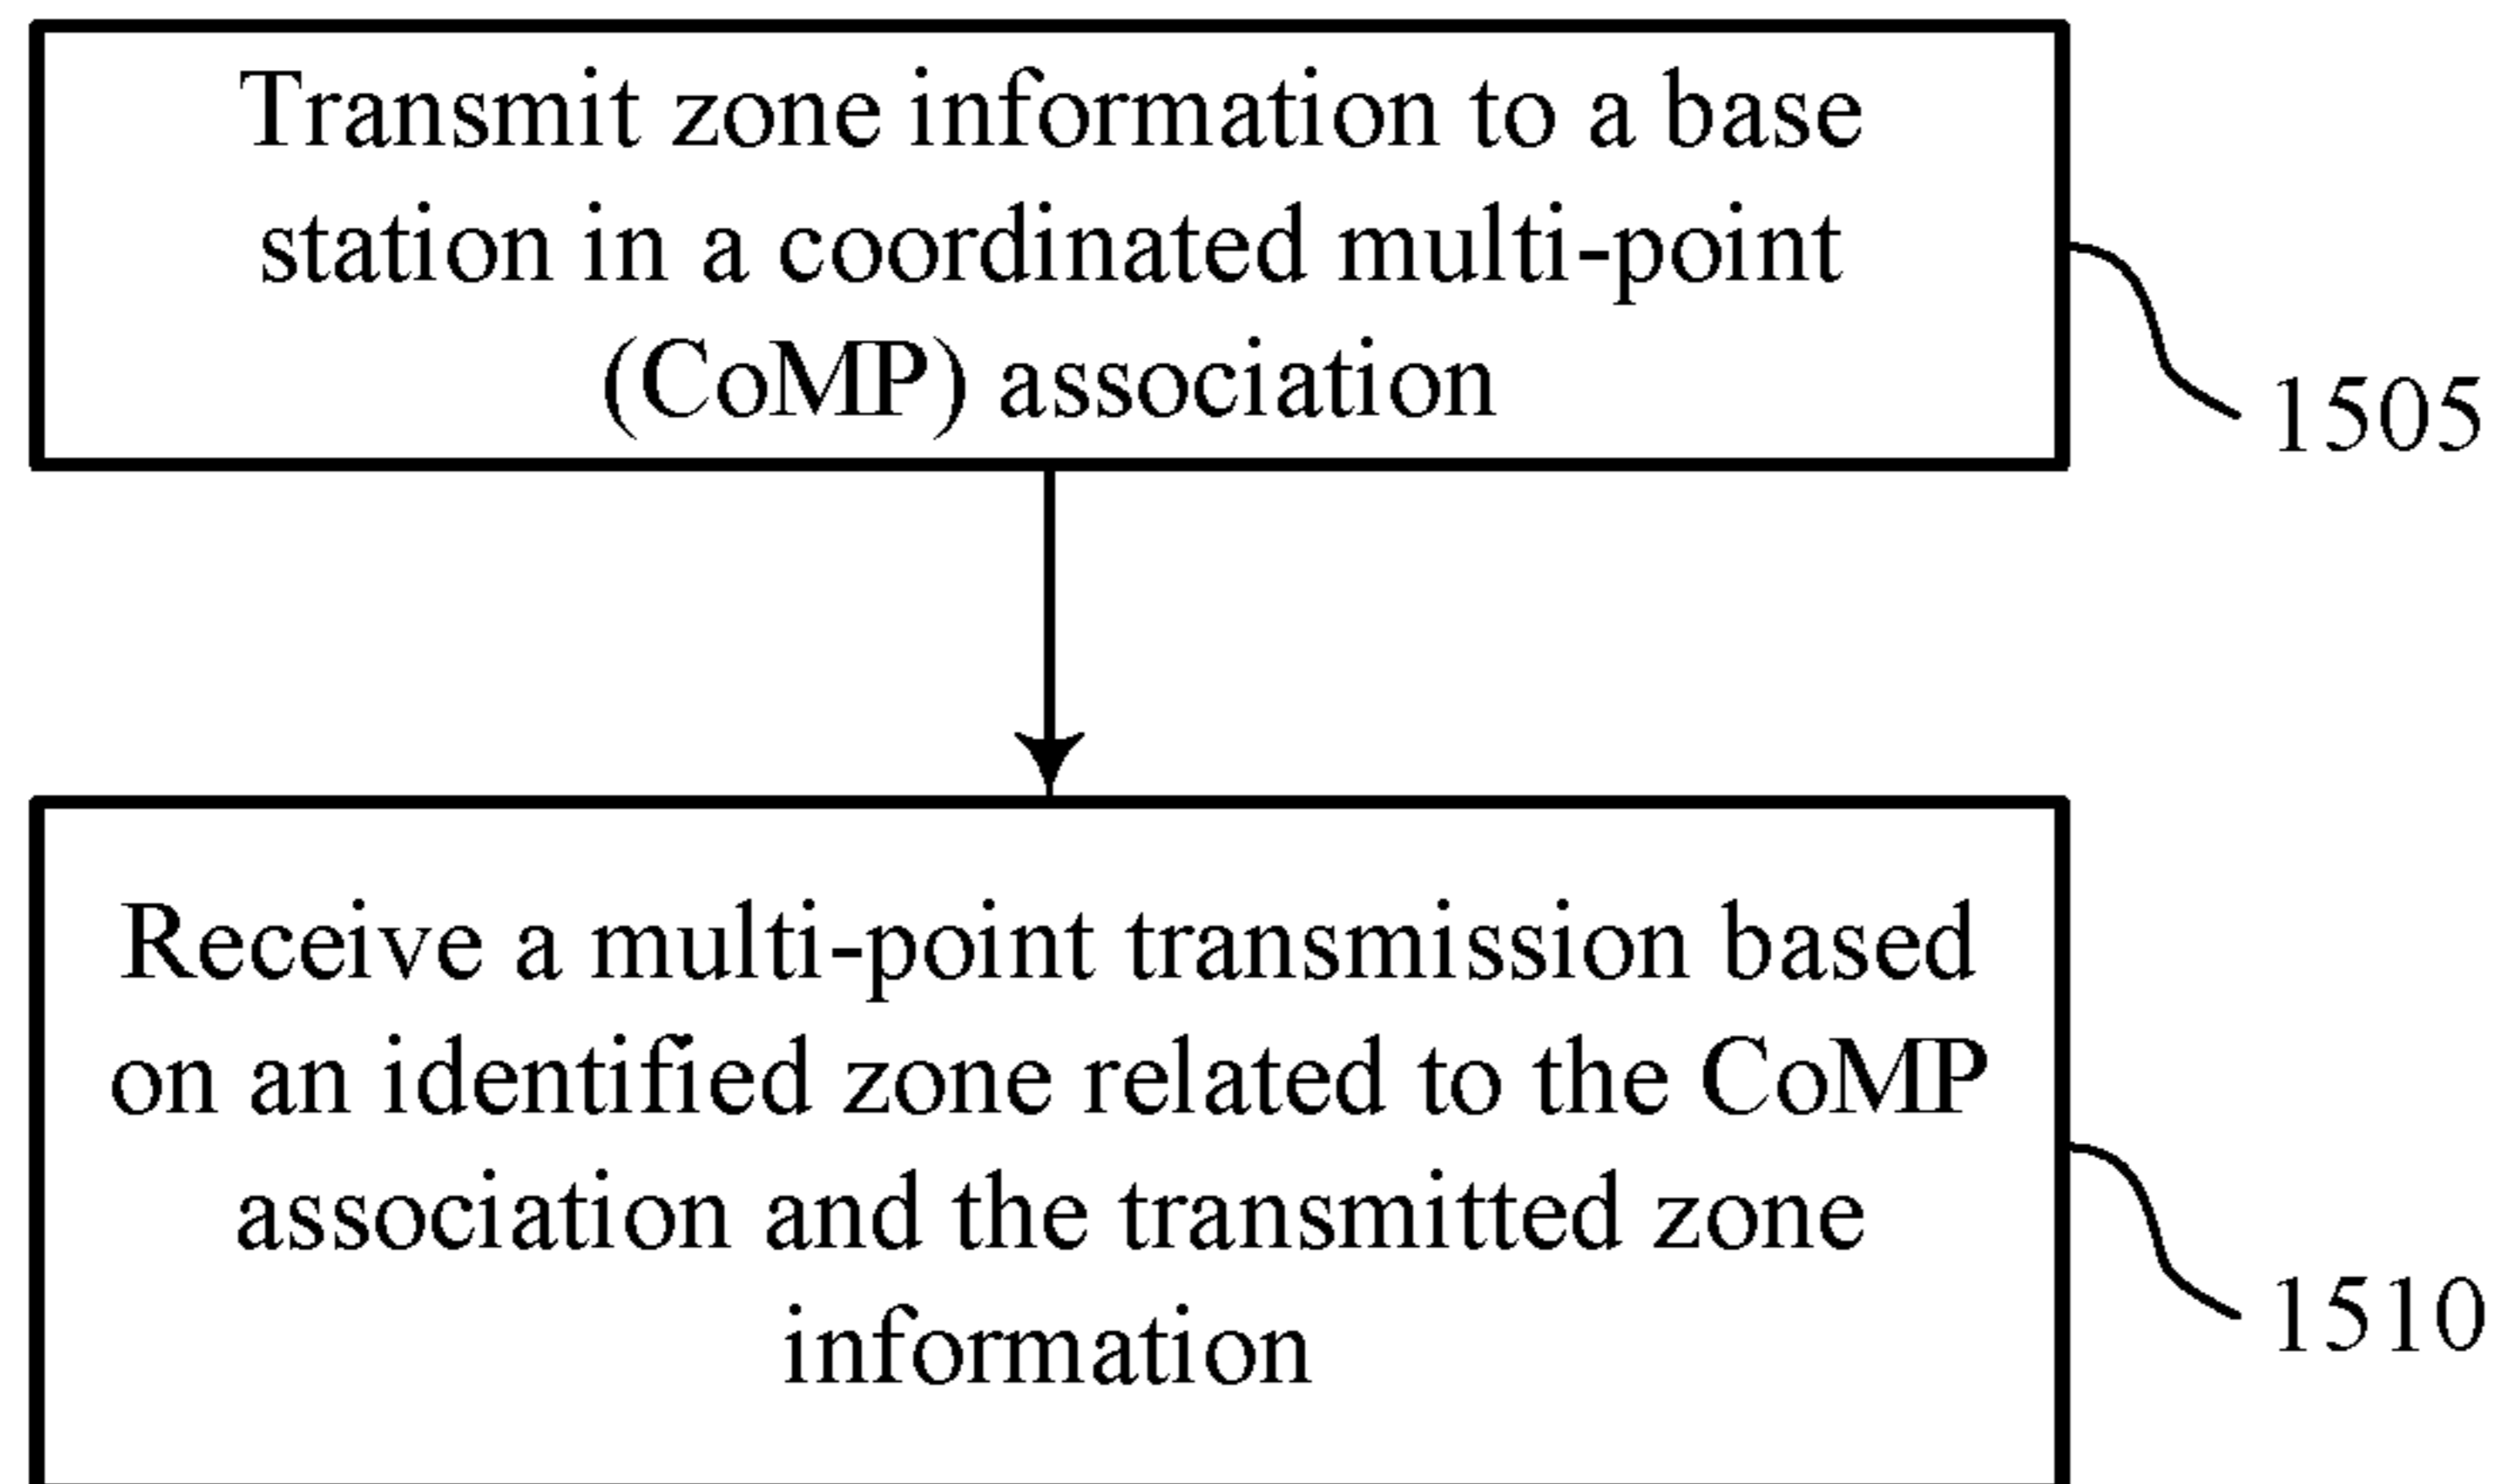 Transmit zone information to a base
station in a coordinated multi-point
(CoMP) association
1505
Receive a multi-point transmission based
on an identified zone related to the CoMP
association and the transmitted zone
information
1510